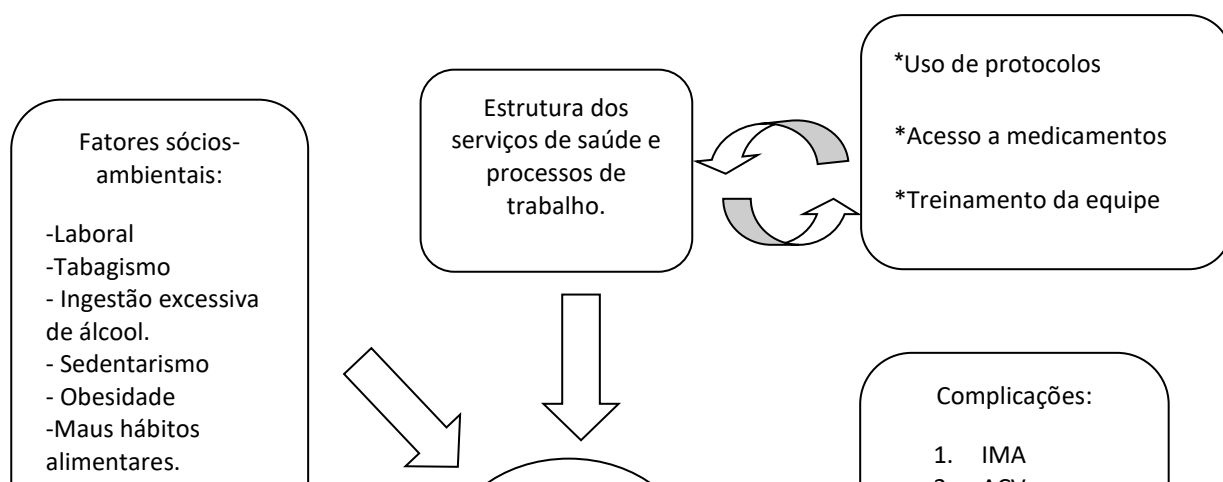 Fatores sócios-
ambientais:
-Laboral
-Tabagismo
- Ingestão excessiva
de álcool.
- Sedentarismo
- Obesidade
-Maus hábitos
alimentares.
Estrutura dos
serviços de saúde e
processos de
trabalho.
*Uso de protocolos
*Acesso a medicamentos
*Treinamento da equipe
Complicações:
1. IMA